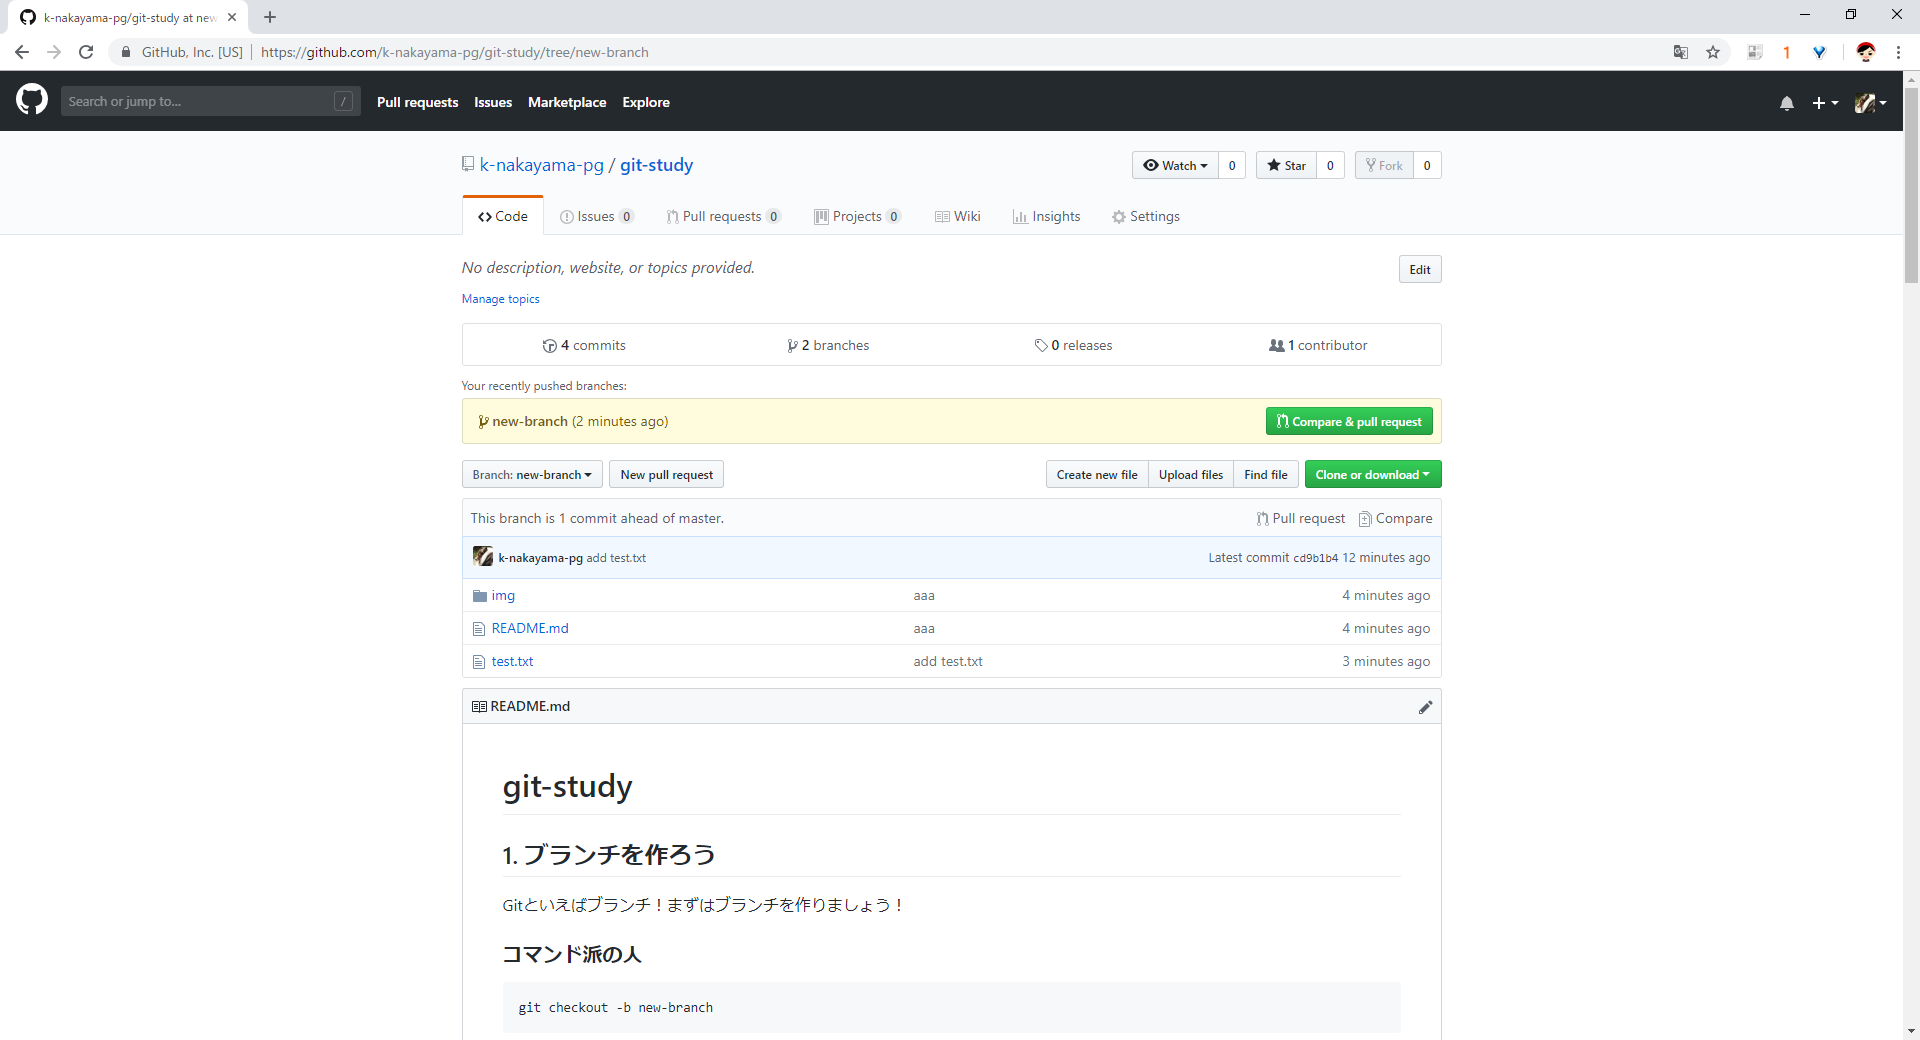 k-nakayama-pg/git-study at new
GitHub, Inc. [US] https://github.com/k-nakayama-pg/git-study/tree/new-branch
1
Search or jump to... /
Pull requests Issues Marketplace Explore
k-nakayama-pg / git-study
Watch 0 Star 0 Fork 0
Code Issues 0 Pull requests 0 Projects 0 Wiki Insights Settings
No description, website, or topics provided. Edit
Manage topics
4 commits 2 branches 0 releases 1 contributor
Your recently pushed branches:
new-branch (2 minutes ago) Compare & pull request
Branch: new-branch New pull request Create new file Upload files Find file Clone or download
This branch is 1 commit ahead of master. Pull request Compare
k-nakayama-pg add test.txt Latest commit cd9b1b4 12 minutes ago
img aaa 4 minutes ago
README.md aaa 4 minutes ago
test.txt add test.txt 3 minutes ago
README.md
git-study
1. ブランチを作ろう
Gitといえばブランチ！まずはブランチを作りましょう！
コマンド派の人
git checkout -b new-branch